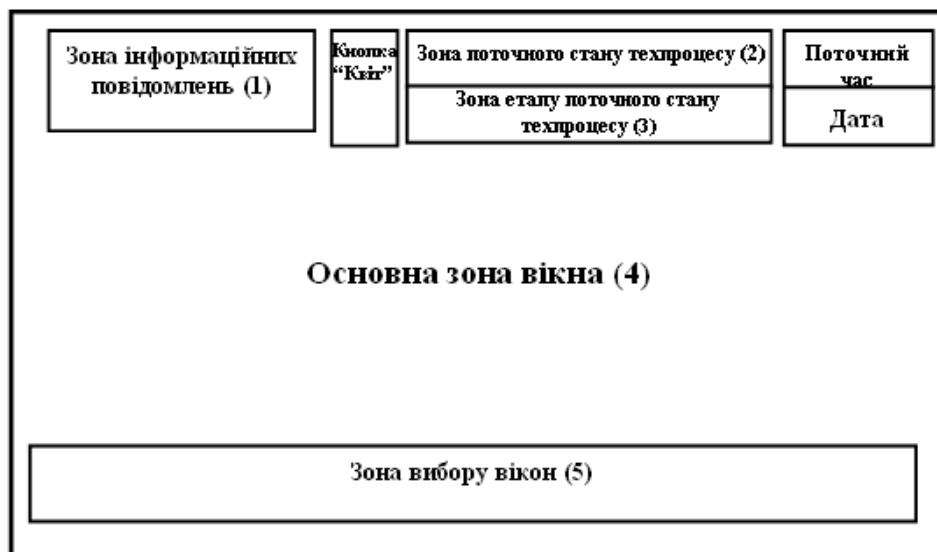 Зона інформаційних
повідомлень (1)
Кнопка
“Квіт”
Зона поточного стану техпроцесу (2)
Зона етапу поточного стану
техпроцесу (3)
Поточний
час
Дата
Основна зона вікна (4)
Зона вибору вікон (5)